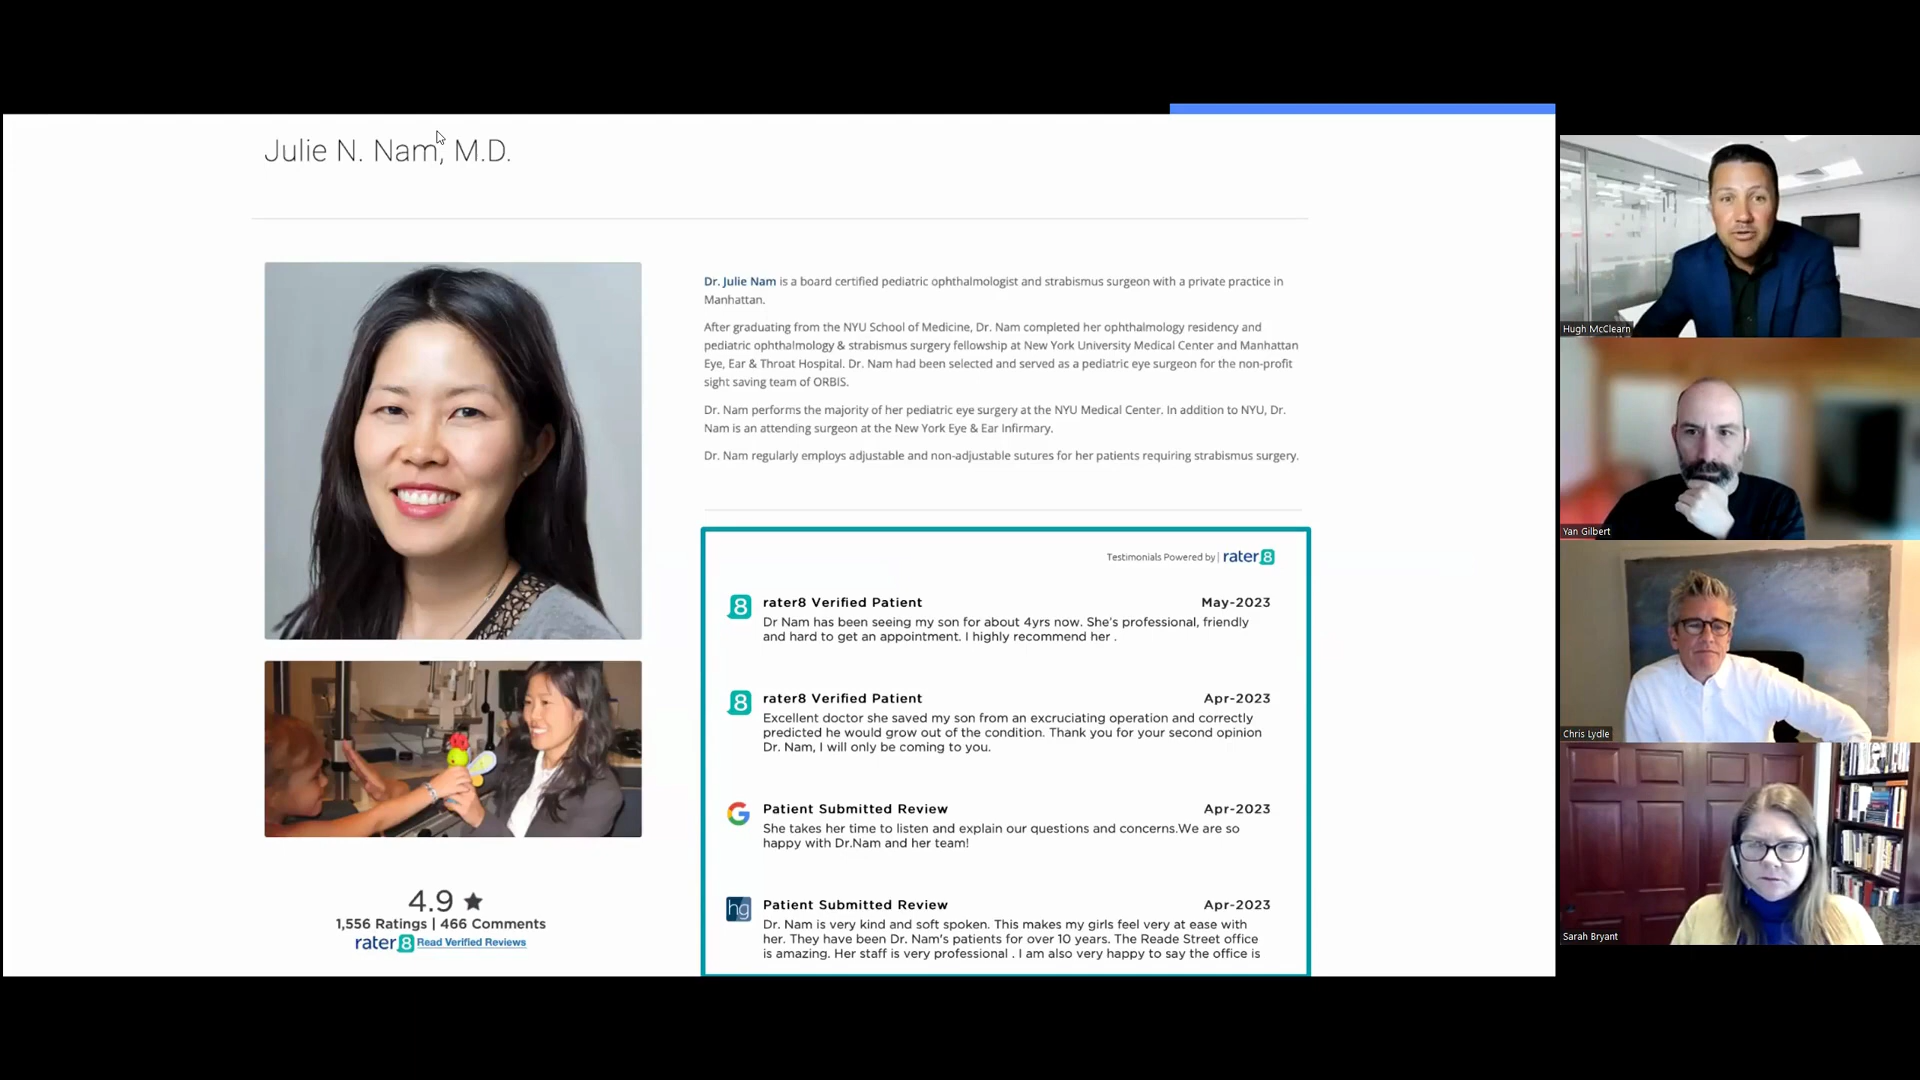 Julie N. Nam, M.D.
Dr. Julie Nam is a board certified pediatric ophthalmologist and strabismus surgeon with a private practice in
Manhattan.
After graduating from the NYU School of Medicine, Dr. Nam completed her ophthalmology residency and
pediatric ophthalmology & strabismus surgery fellowship at New York University Medical Center and Manhattan
Eye, Ear & Throat Hospital. Dr. Nam had been selected and served as a pediatric eye surgeon for the non-profit
sight saving team of ORBIS.
Dr. Nam performs the majority of her pediatric eye surgery at the NYU Medical Center. In addition to NYU, Dr.
Nam is an attending surgeon at the New York Eye & Ear Infirmary.
Dr. Nam regularly employs adjustable and non-adjustable sutures for her patients requiring strabismus surgery.
Testimonials Powered by | rater8
8 rater8 Verified Patient May-2023
Dr Nam has been seeing my son for about 4yrs now. She's professional, friendly
and hard to get an appointment. I highly recommend her .
8 rater8 Verified Patient Apr-2023
Excellent doctor she saved my son from an excruciating operation and correctly
predicted he would grow out of the condition. Thank you for your second opinion
Dr. Nam, I will only be coming to you.
G Patient Submitted Review Apr-2023
She takes her time to listen and explain our questions and concerns.We are so
happy with Dr.Nam and her team!
hg Patient Submitted Review Apr-2023
Dr. Nam is very kind and soft spoken. This makes my girls feel very at ease with
her. They have been Dr. Nam's patients for over 10 years. The Reade Street office
is amazing. Her staff is very professional . I am also very happy to say the office is
4.9
1,556 Ratings | 466 Comments
rater8 Read Verified Reviews
Hugh McClearn
Yan Gilbert
Chris Lydle
Sarah Bryant